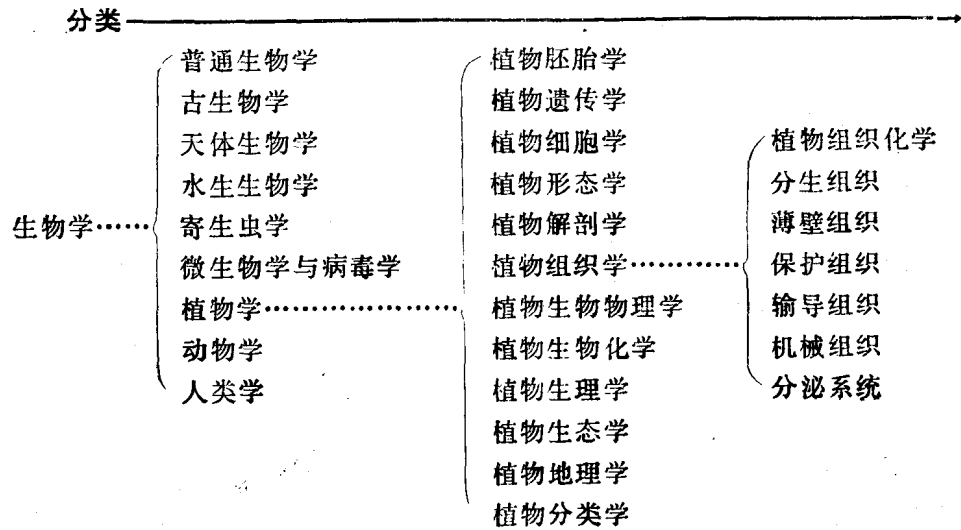 分类
普通生物学
古生物学
天体生物学
水生生物学
生物学……寄生虫学
微生物学与病毒学
植物学
动物学
人类学
植物胚胎学
植物遗传学
植物细胞学
植物形态学
植物解剖学
植物组织学
植物生物物理学
植物生物化学
植物生理学
植物生态学
植物地理学
植物分类学
植物组织化学
分生组织
薄壁组织
保护组织
输导组织
机械组织
分泌系统